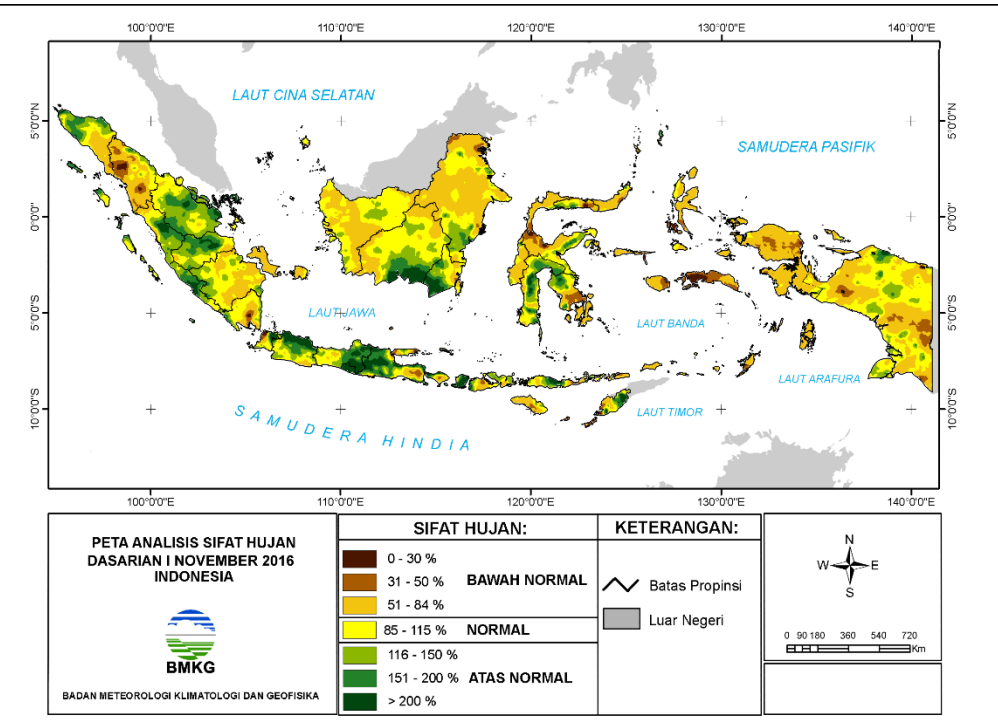 100°0'0"E 110°0'0"E 120°0'0"E 130°0'0"E 140°0'0"E
LAUT CINA SELATAN
5°0'0"N 5°0'0"N
SAMUDERA PASIFIK
0°0'0" 0°0'0"
LAUT JAWA
5°0'0"S 5°0'0"S
LAUT BANDA
LAUT ARAFURA
LAUT TIMOR
10°0'0"S 10°0'0"S
SAMUDERA HINDIA
100°0'0"E 110°0'0"E 120°0'0"E 130°0'0"E 140°0'0"E
PETA ANALISIS SIFAT HUJAN
DASARIAN I NOVEMBER 2016
INDONESIA
BMKG
BADAN METEOROLOGI KLIMATOLOGI DAN GEOFISIKA
SIFAT HUJAN:
0 - 30 %
31 - 50 % BAWAH NORMAL
51 - 84 %
85 - 115 % NORMAL
116 - 150 %
151 - 200 % ATAS NORMAL
> 200 %
KETERANGAN:
Batas Propinsi
Luar Negeri
N
W E
S
0 90 180 360 540 720
Km